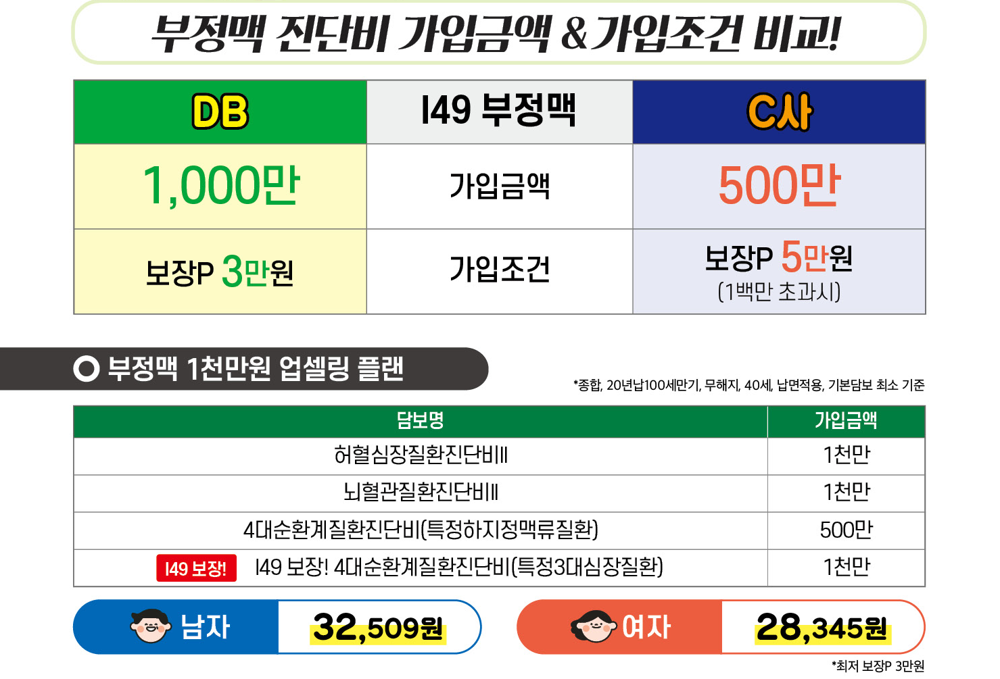 부정맥 진단비 가입금액 & 가입조건 비교!
DB
I49 부정맥
C사
1,000만
가입금액
500만
보장P 3만원
가입조건
보장P 5만원
(1백만 초과시)
부정맥 1천만원 업셀링 플랜
*종합, 20년납100세만기, 무해지, 40세, 납면적용, 기본담보 최소 기준
담보명
가입금액
허혈심장질환진단비II
1천만
뇌혈관질환진단비II
1천만
4대순환계질환진단비(특정하지정맥류질환)
500만
I49 보장!
I49 보장! 4대순환계질환진단비(특정3대심장질환)
1천만
남자
32,509원
여자
28,345원
*최저 보장P 3만원